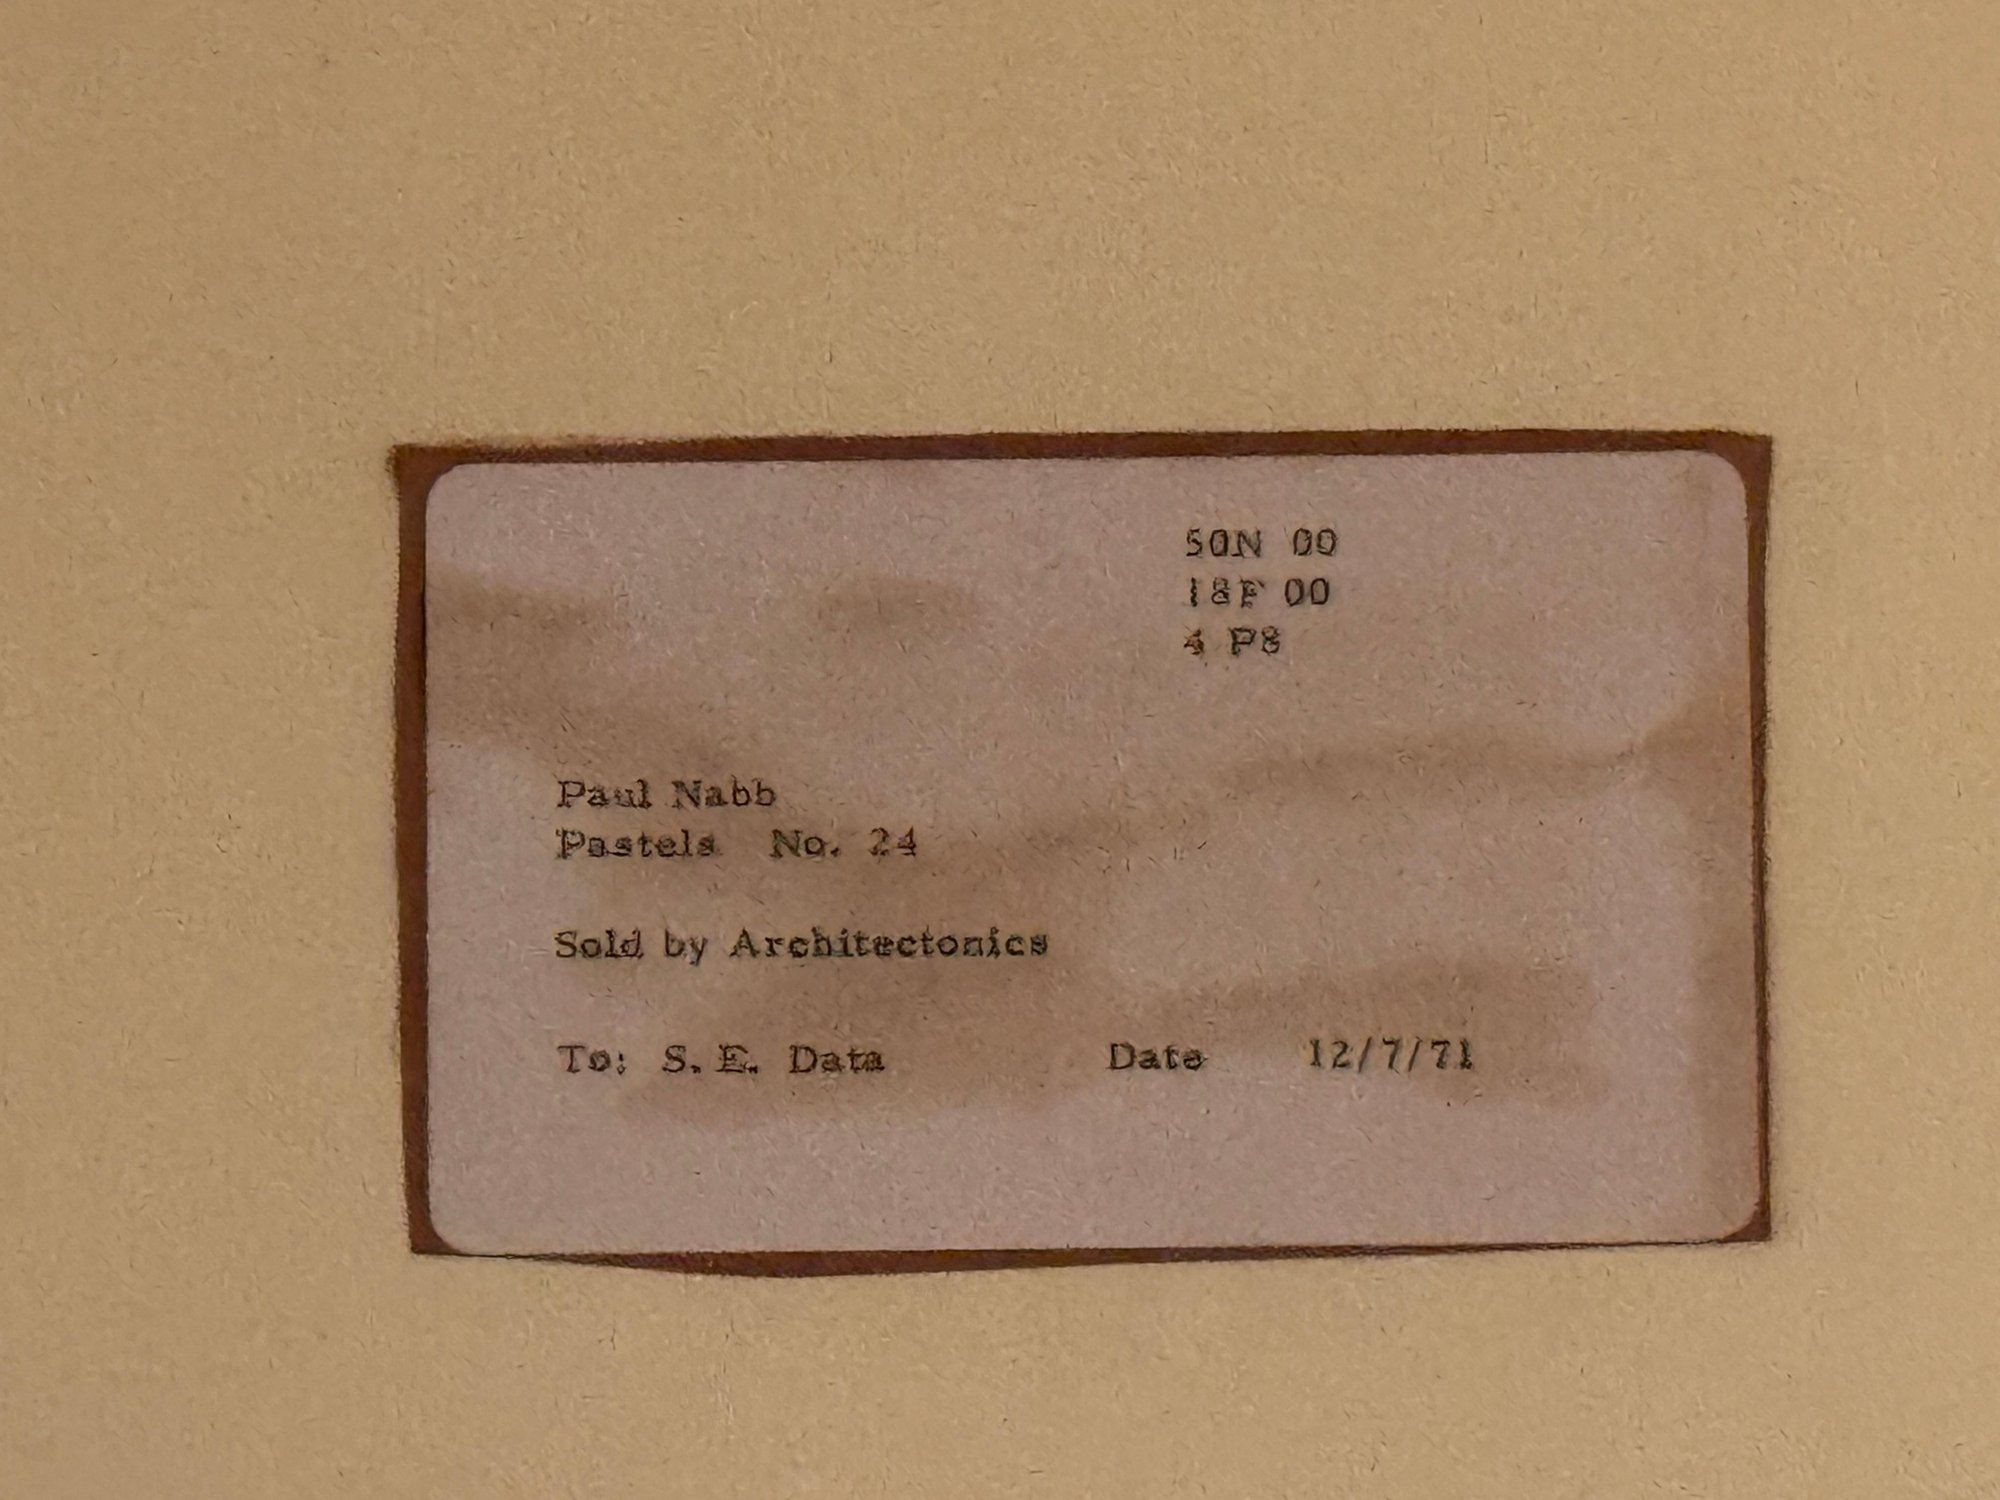 50N 00
18F 00
4 P8
Paul Nabb
Pastels No. 24
Sold by Architectonics
To: S.E. Data Date 12/7/71